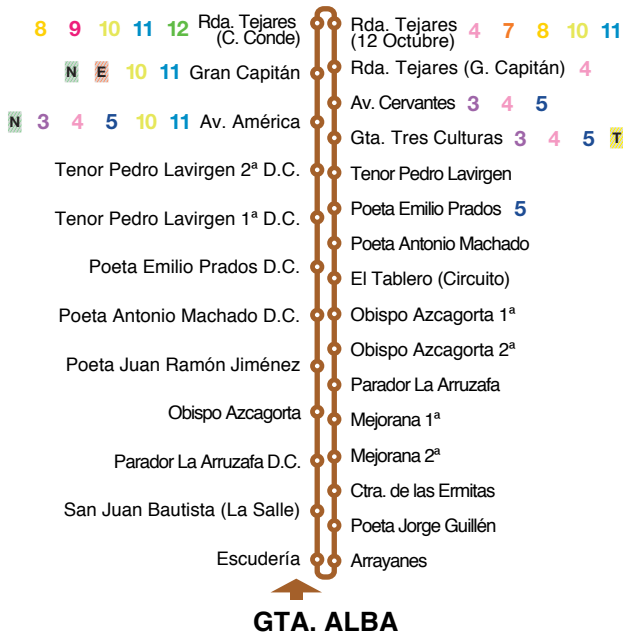 8 9 10 11 12 Rda. Tejares
(C. Conde)
N E 10 11 Gran Capitán
N 3 4 5 10 11 Av. América
Tenor Pedro Lavirgen 2ª D.C.
Tenor Pedro Lavirgen 1ª D.C.
Poeta Emilio Prados D.C.
Poeta Antonio Machado D.C.
Poeta Juan Ramón Jiménez
Obispo Azcagorta
Parador La Arruzafa D.C.
San Juan Bautista (La Salle)
Escudería
Rda. Tejares
(12 Octubre) 4 7 8 10 11
Rda. Tejares (G. Capitán) 4
Av. Cervantes 3 4 5
Gta. Tres Culturas 3 4 5 T
Tenor Pedro Lavirgen
Poeta Emilio Prados 5
Poeta Antonio Machado
El Tablero (Circuito)
Obispo Azcagorta 1ª
Obispo Azcagorta 2ª
Parador La Arruzafa
Mejorana 1ª
Mejorana 2ª
Ctra. de las Ermitas
Poeta Jorge Guillén
Arrayanes
GTA. ALBA